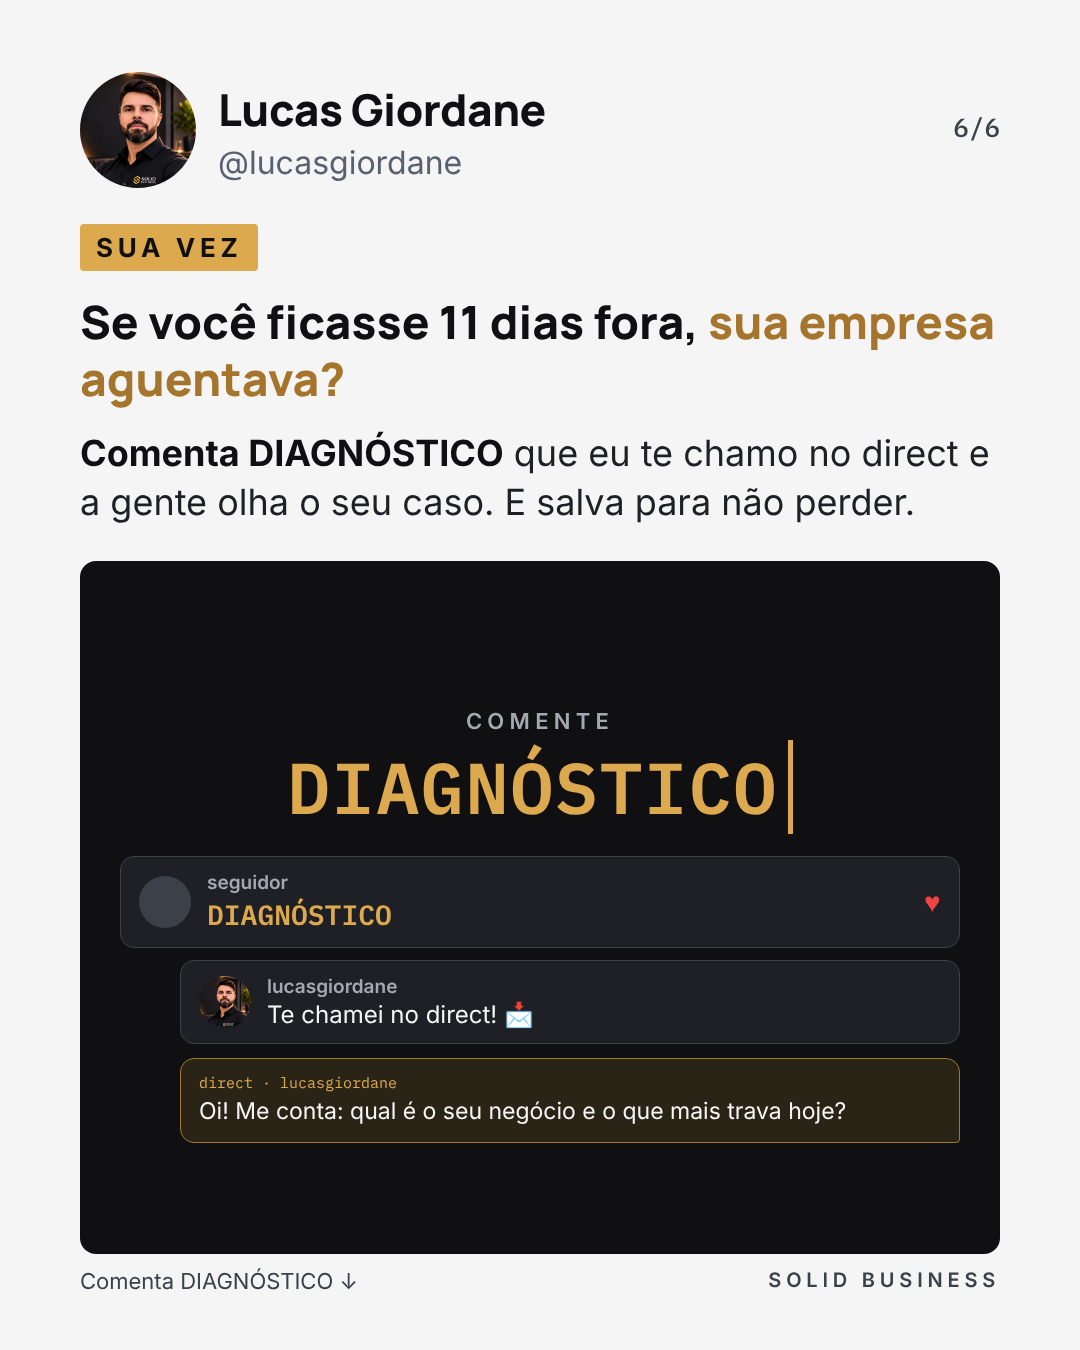 Lucas Giordane
@lucasgiordane
6/6
SUA VEZ
Se você ficasse 11 dias fora, sua empresa
aguentava?
Comenta DIAGNÓSTICO que eu te chamo no direct e
a gente olha o seu caso. E salva para não perder.
COMENTE
DIAGNÓSTICO
seguidor
DIAGNÓSTICO
♥
lucasgiordane
Te chamei no direct! 📩
direct · lucasgiordane
Oi! Me conta: qual é o seu negócio e o que mais trava hoje?
Comenta DIAGNÓSTICO ↓
SOLID BUSINESS